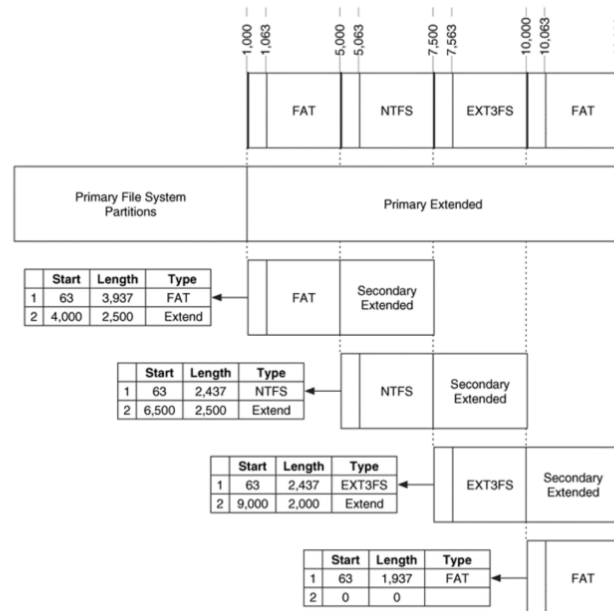 1,000
1,063
5,000
5,063
7,500
7,563
10,000
10,063
FAT
NTFS
EXT3FS
FAT
Primary File System
Partitions
Primary Extended
Start Length Type
1 63 3,937 FAT
2 4,000 2,500 Extend
FAT
Secondary
Extended
Start Length Type
1 63 2,437 NTFS
2 6,500 2,500 Extend
NTFS
Secondary
Extended
Start Length Type
1 63 2,437 EXT3FS
2 9,000 2,000 Extend
EXT3FS
Secondary
Extended
Start Length Type
1 63 1,937 FAT
2 0 0
FAT